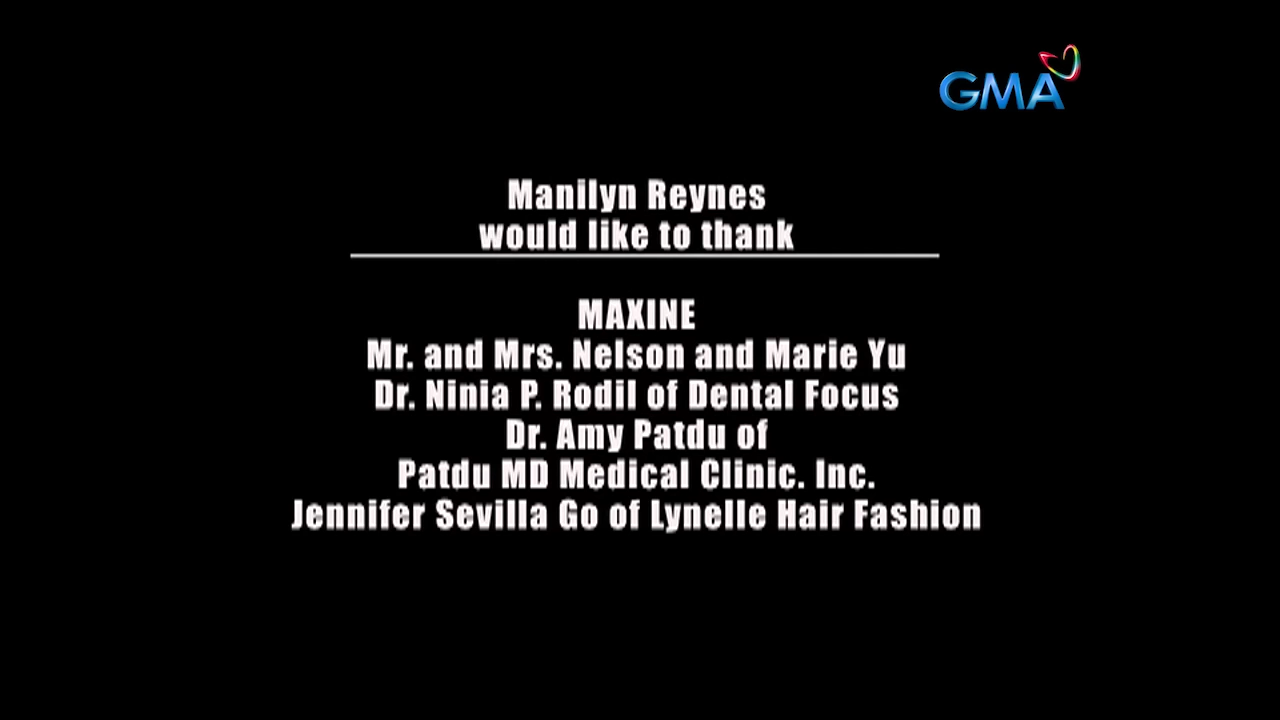 GMA
Manilyn Reynes
would like to thank
MAXINE
Mr. and Mrs. Nelson and Marie Yu
Dr. Ninia P. Rodil of Dental Focus
Dr. Amy Patdu of
Patdu MD Medical Clinic. Inc.
Jennifer Sevilla Go of Lynelle Hair Fashion